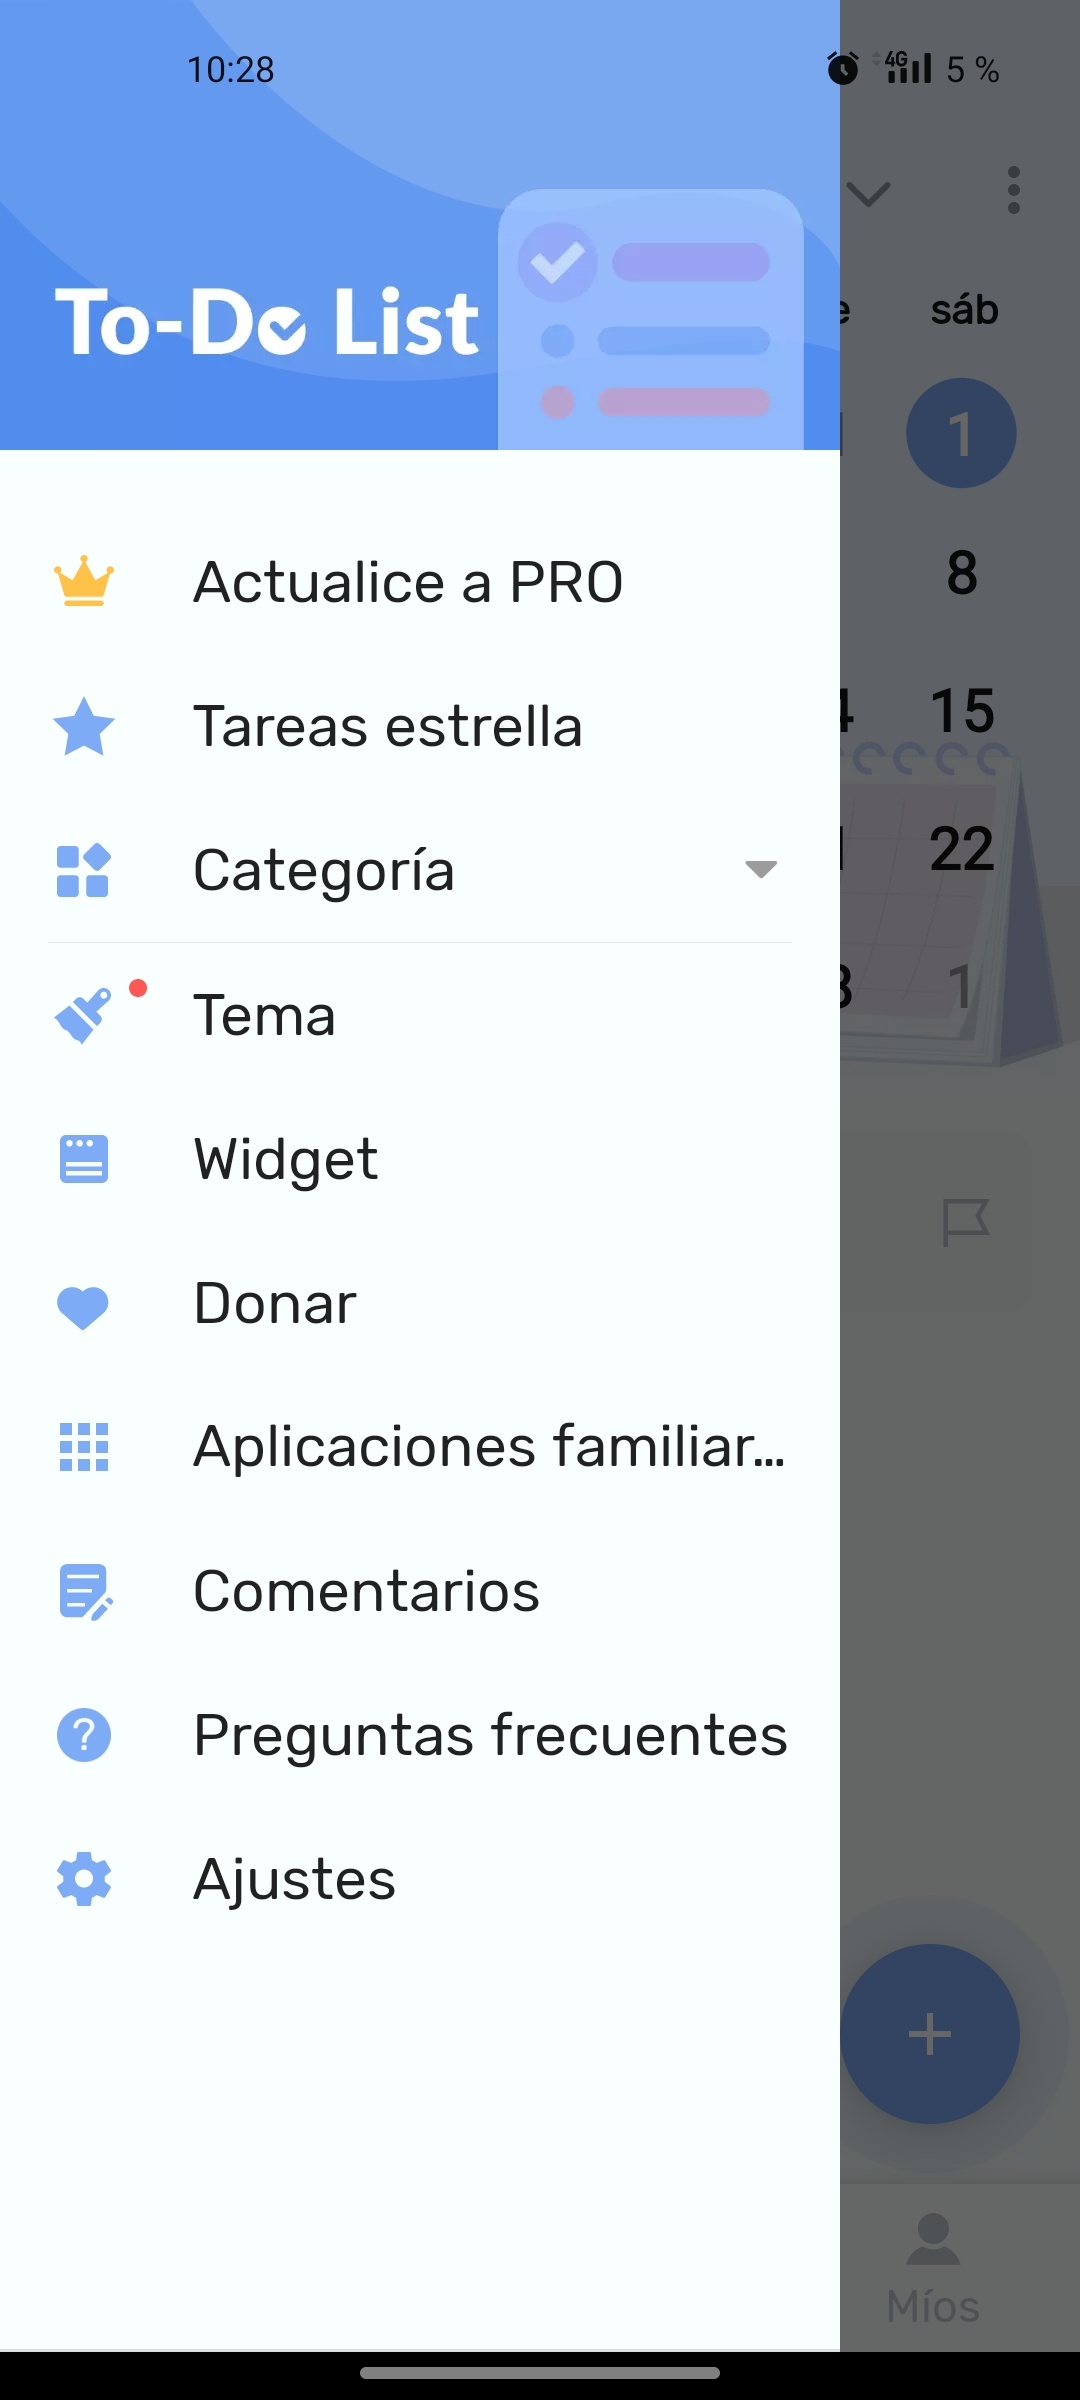 10:28
4G 5 %
To-Do List
sáb
1
8
15
22
1
Actualice a PRO
Tareas estrella
Categoría
Tema
Widget
Donar
Aplicaciones familiar...
Comentarios
Preguntas frecuentes
Ajustes
Míos